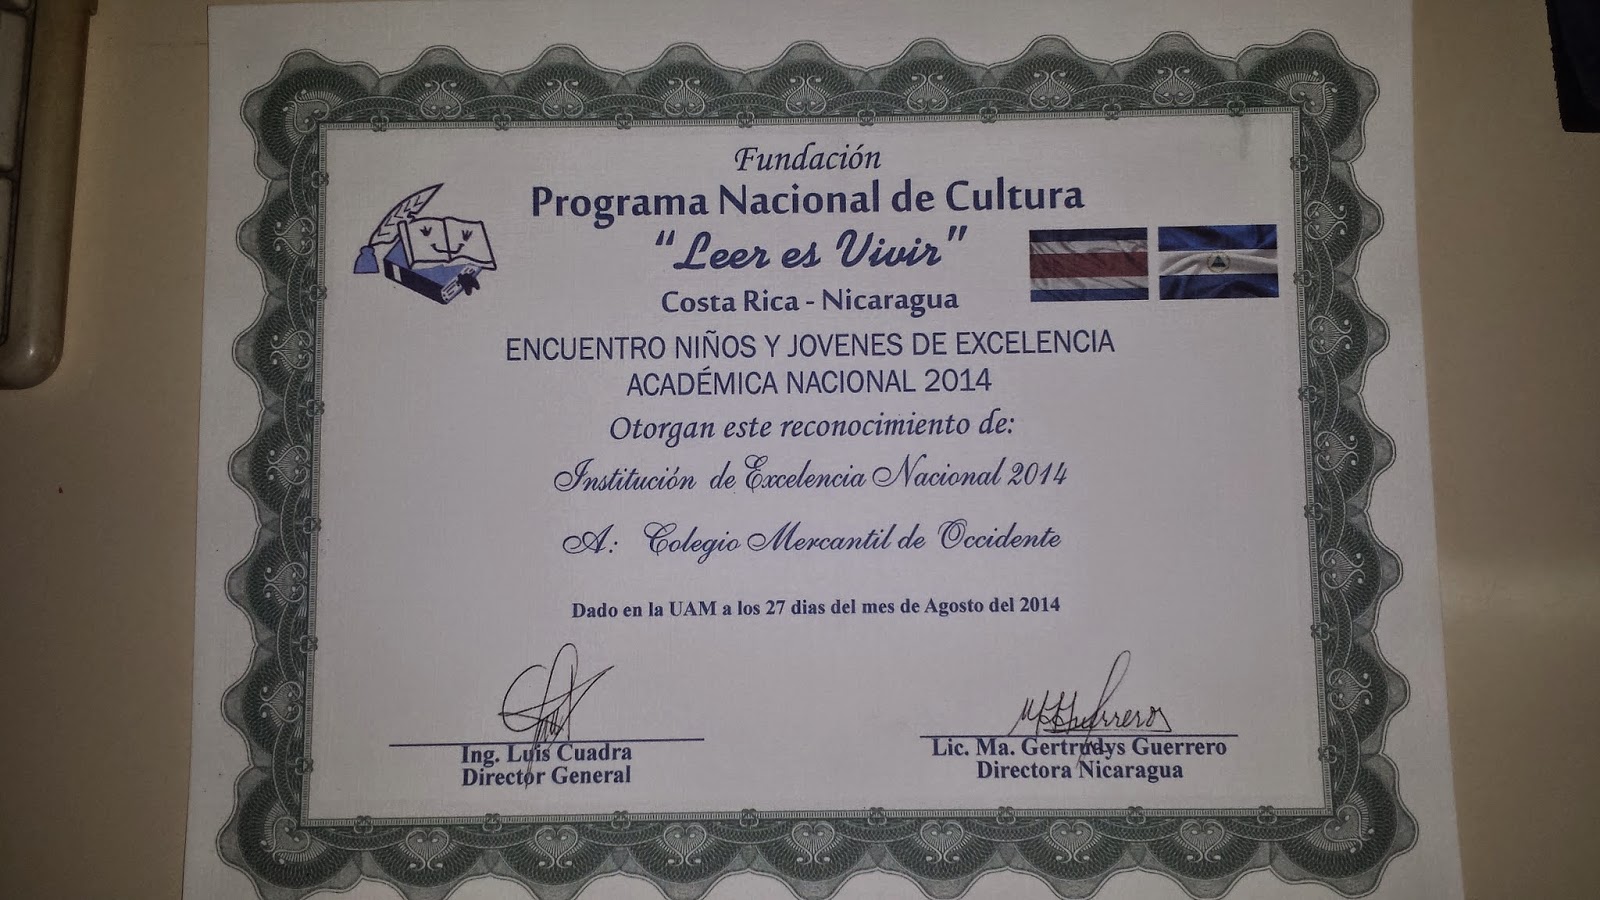 Fundación
Programa Nacional de Cultura
“Leer es Vivir”
Costa Rica - Nicaragua
ENCUENTRO NIÑOS Y JOVENES DE EXCELENCIA
ACADÉMICA NACIONAL 2014
Otorgan este reconocimiento de:
Institución de Excelencia Nacional 2014
A: Colegio Mercantil de Occidente
Dado en la UAM a los 27 dias del mes de Agosto del 2014
Ing. Luis Cuadra
Director General
Lic. Ma. Gertrudys Guerrero
Directora Nicaragua